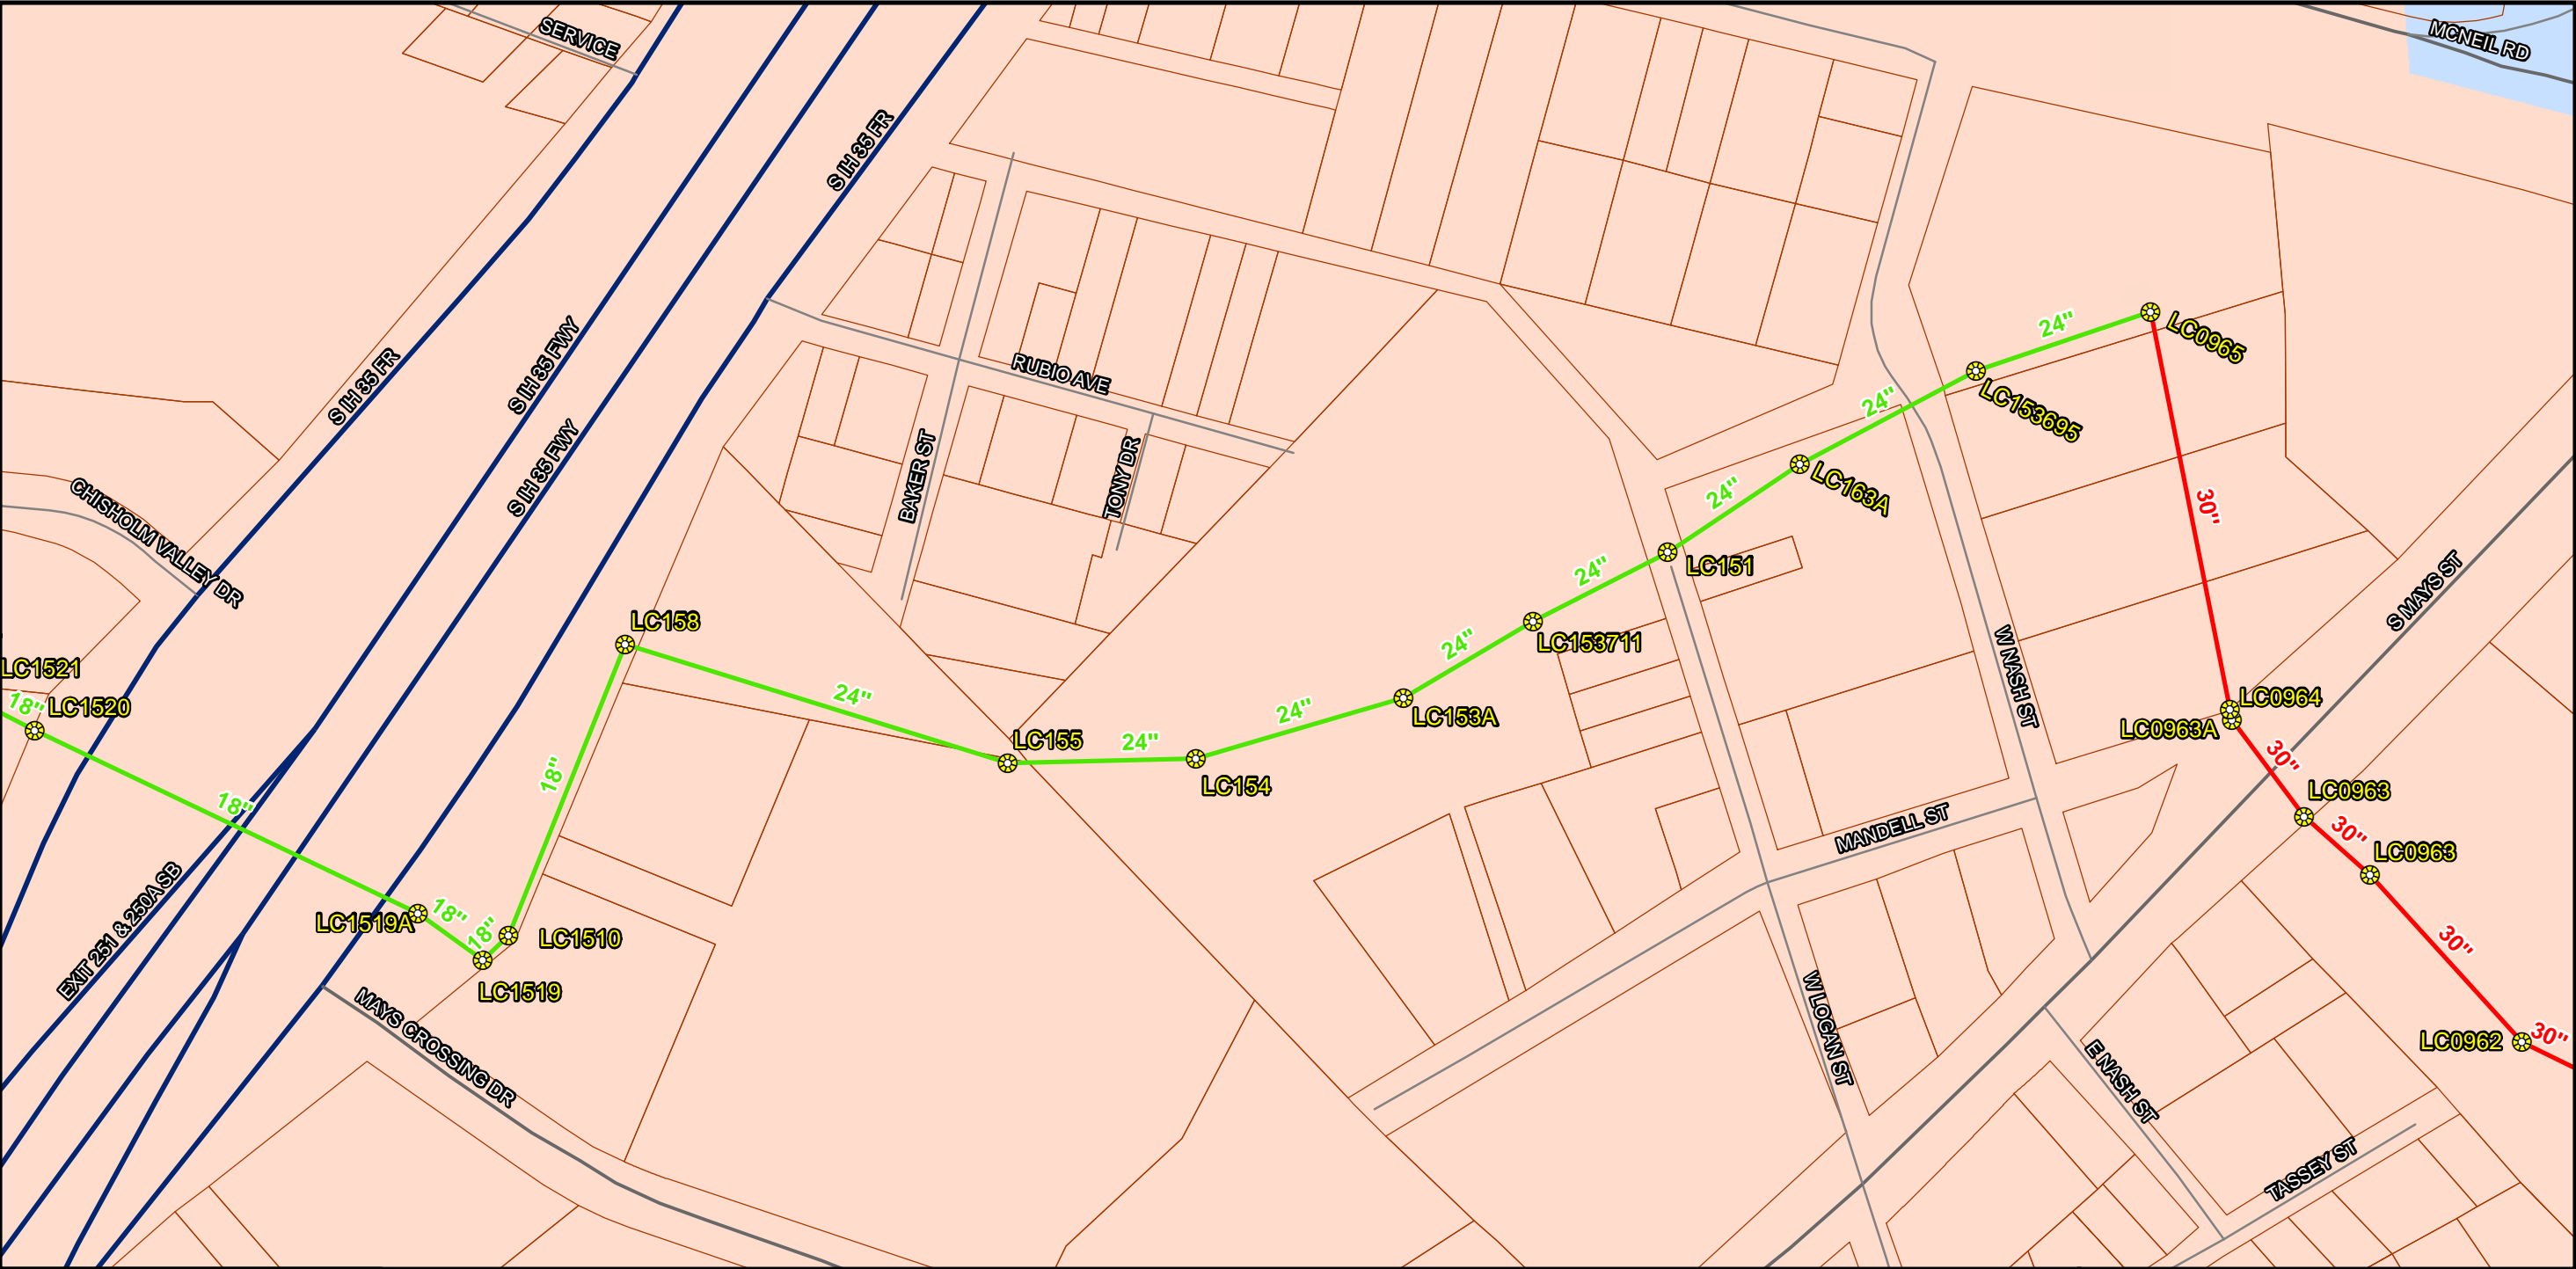 SERVICE
MCNEIL RD
S IH 35 FR
S IH 35 FR
S IH 35 FWY
S IH 35 FWY
CHISHOLM VALLEY DR
RUBIO AVE
BAKER ST
TONY DR
24"
LC0965
24"
LC153695
24"
LC163A
30"
24"
LC151
24"
LC153711
LC158
24"
S MAYS ST
W NASH ST
LC1521
18"
LC1520
24"
24"
LC153A
LC155
24"
LC154
LC0964
LC0963A
30"
LC0963
18"
18"
30"
LC0963
MANDELL ST
EXIT 251 & 250A SB
LC1519A
18"
18"
LC1510
LC1519
30"
LC0962
30"
MAYS CROSSING DR
W LOGAN ST
E NASH ST
TASSEY ST